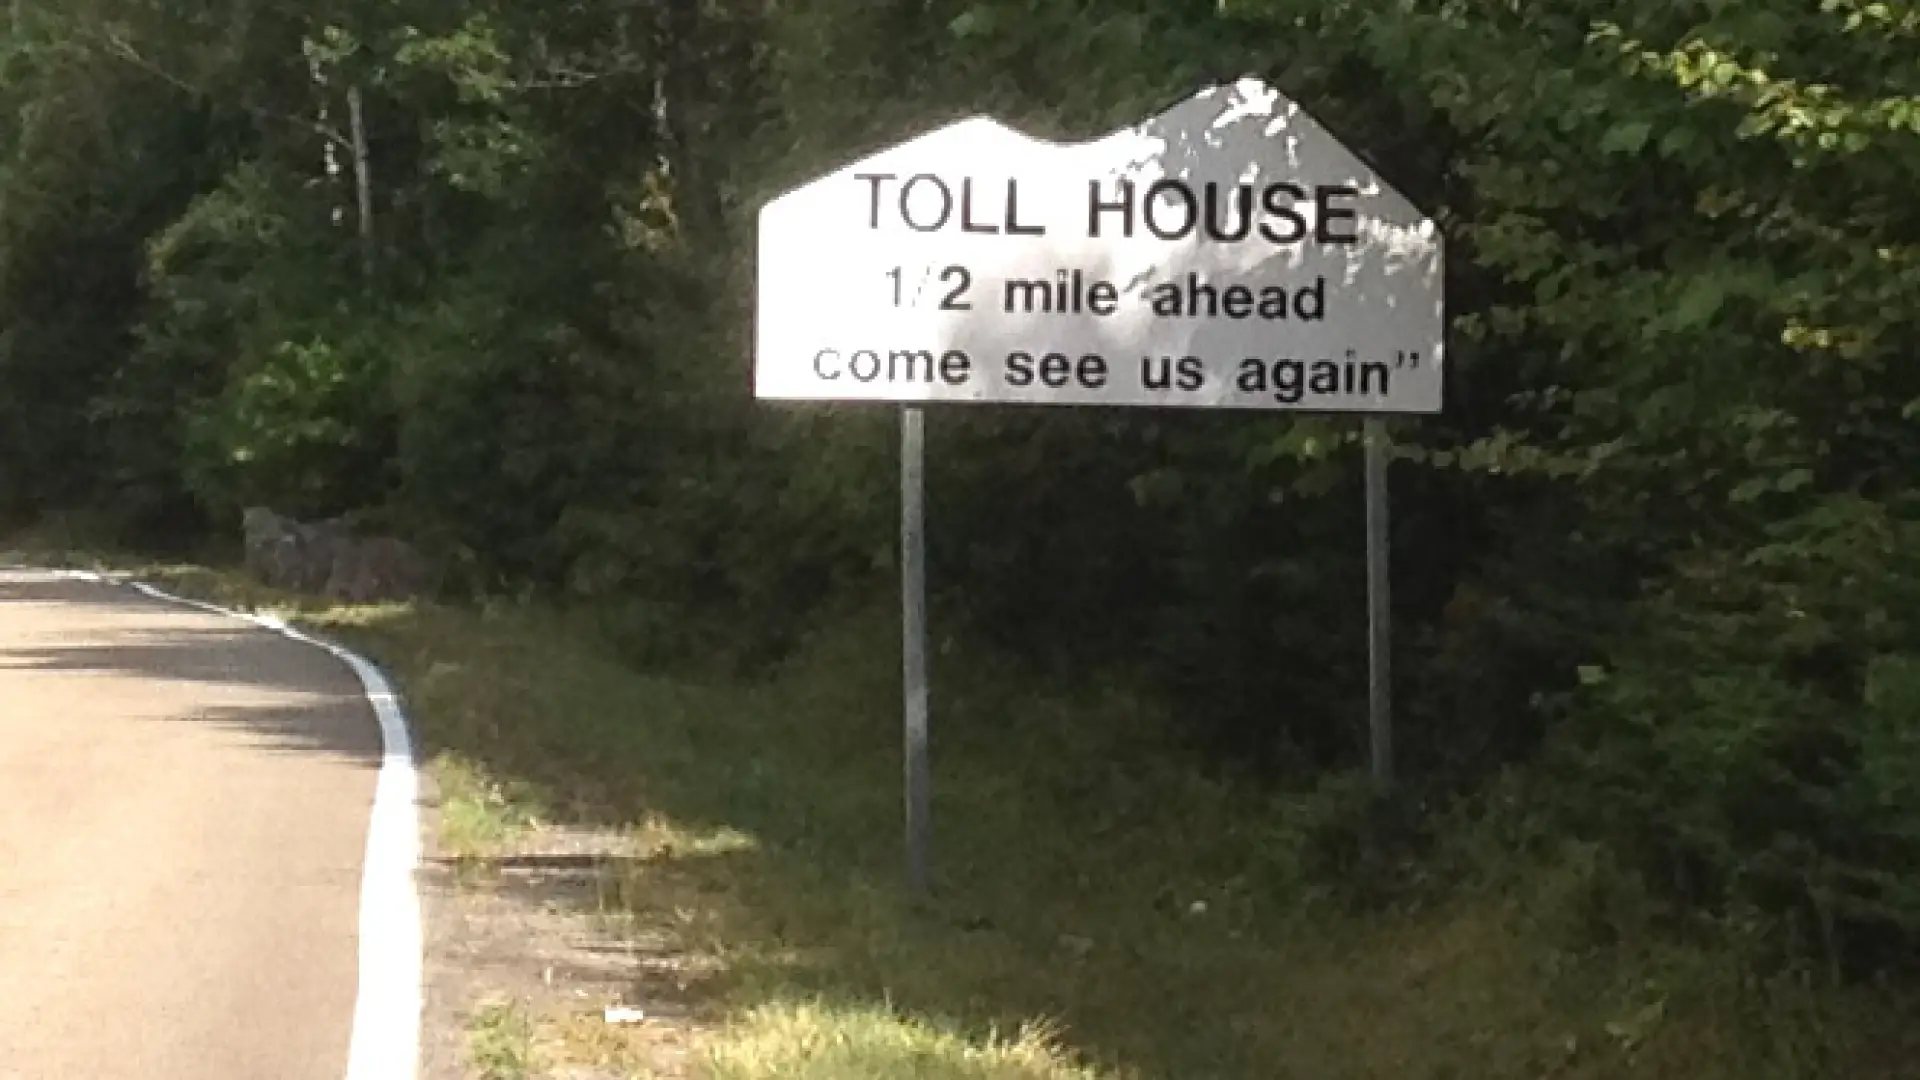 TOLL HOUSE
1/2 mile ahead
come see us again"